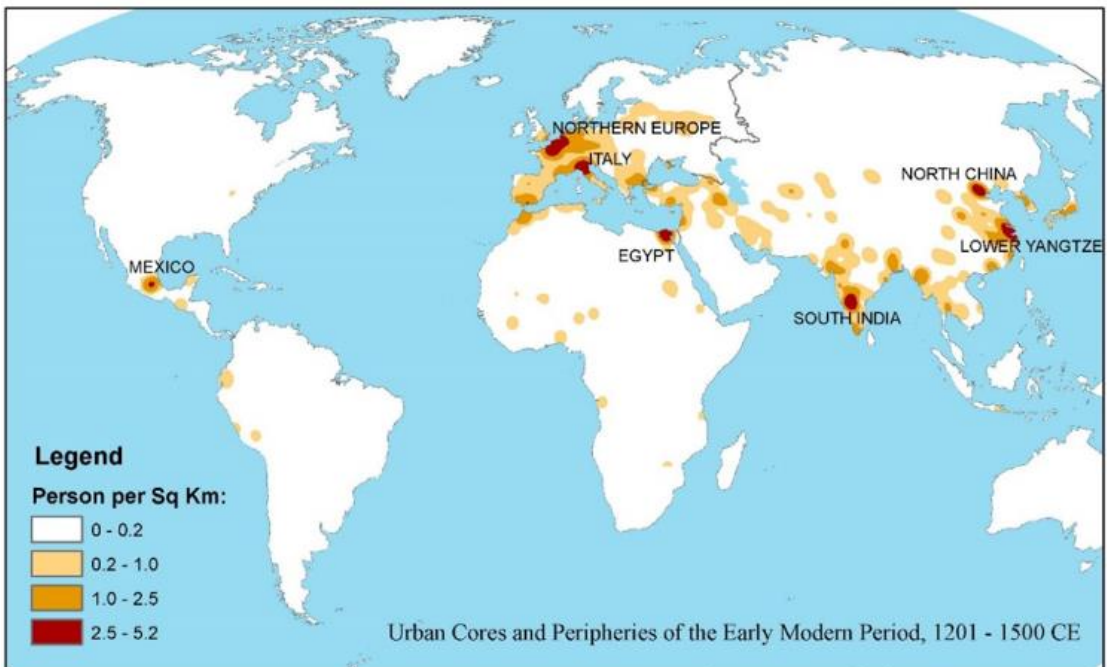 NORTHERN EUROPE
ITALY
NORTH CHINA
LOWER YANGTZE
EGYPT
MEXICO
SOUTH INDIA
Legend
Person per Sq Km:
0 - 0.2
0.2 - 1.0
1.0 - 2.5
2.5 - 5.2
Urban Cores and Peripheries of the Early Modern Period, 1201 - 1500 CE